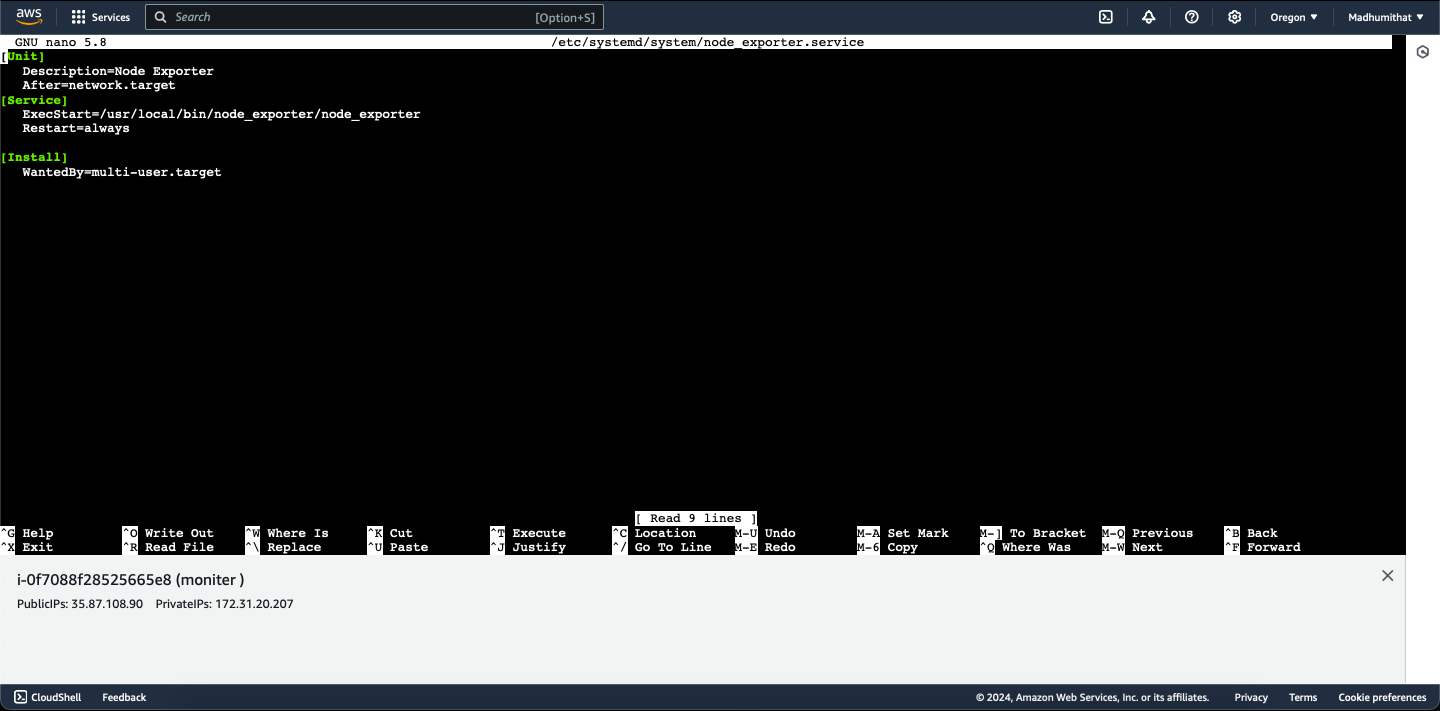 aws Services Search [Option+S] Oregon ▼ Madhumithat ▼
GNU nano 5.8 /etc/systemd/system/node_exporter.service
[Unit]
Description=Node Exporter
After=network.target
[Service]
ExecStart=/usr/local/bin/node_exporter/node_exporter
Restart=always
[Install]
WantedBy=multi-user.target
[ Read 9 lines ]
^G Help ^O Write Out ^W Where Is ^K Cut ^T Execute ^C Location M-U Undo M-A Set Mark M-] To Bracket M-Q Previous ^B Back
^X Exit ^R Read File ^\ Replace ^U Paste ^J Justify ^/ Go To Line M-E Redo M-6 Copy ^Q Where Was M-W Next ^F Forward
i-0f7088f28525665e8 (moniter )
PublicIPs: 35.87.108.90 PrivateIPs: 172.31.20.207
CloudShell Feedback © 2024, Amazon Web Services, Inc. or its affiliates. Privacy Terms Cookie preferences